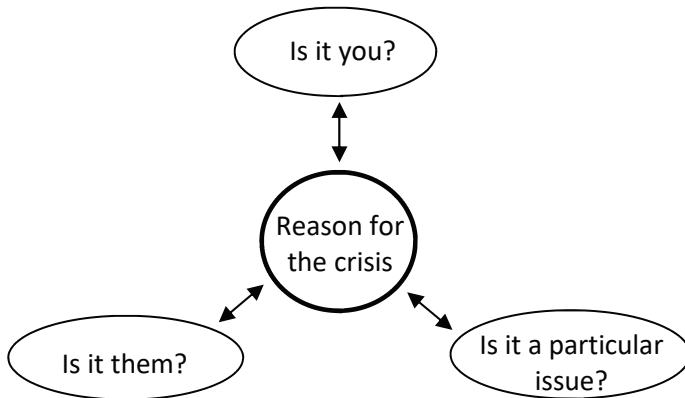 Is it you?
Reason for
the crisis
Is it them?
Is it a particular
issue?